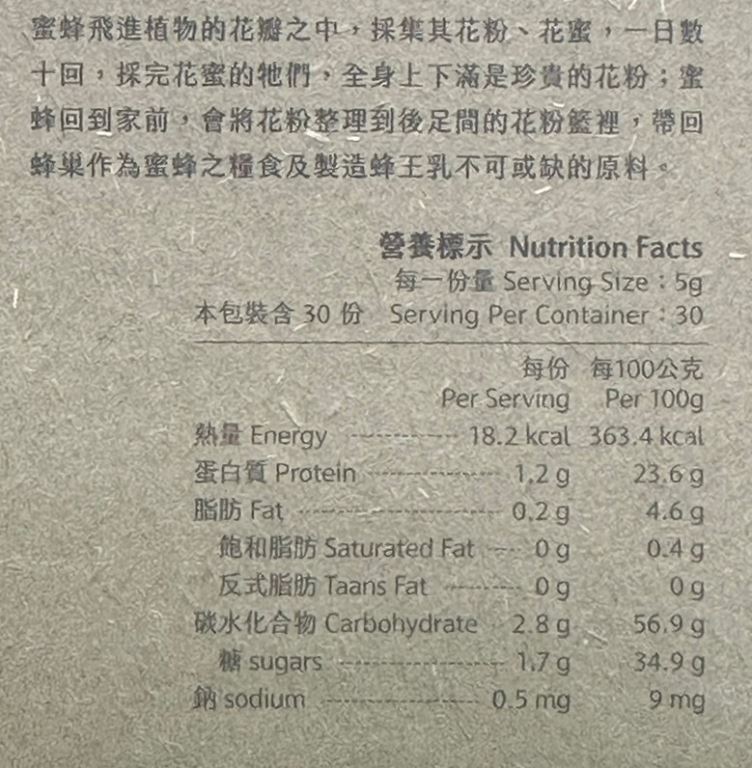 蜜蜂飛進植物的花瓣之中，採集其花粉、花蜜，一日數
十回，採完花蜜的牠們，全身上下滿是珍貴的花粉；蜜
蜂回到家前，會將花粉整理到後足間的花粉籃裡，帶回
蜂巢作為蜜蜂之糧食及製造蜂王乳不可或缺的原料。
營養標示 Nutrition Facts
每一份量 Serving Size：5g
本包裝含 30 份 Serving Per Container：30
每份 每100公克
Per Serving Per 100g
熱量 Energy 18.2 kcal 363.4 kcal
蛋白質 Protein 1.2 g 23.6 g
脂肪 Fat 0.2 g 4.6 g
飽和脂肪 Saturated Fat 0 g 0.4 g
反式脂肪 Taans Fat 0 g 0 g
碳水化合物 Carbohydrate 2.8 g 56.9 g
糖 sugars 1.7 g 34.9 g
鈉 sodium 0.5 mg 9 mg